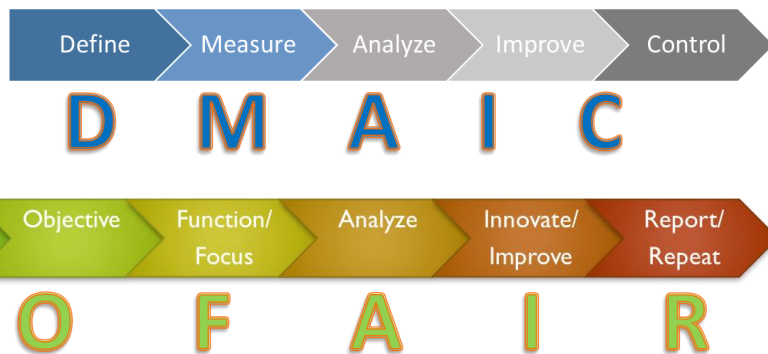 Define Measure Analyze Improve Control
D M A I C
Objective Function/ Analyze Innovate/ Report/
Focus Improve Repeat
O F A I R